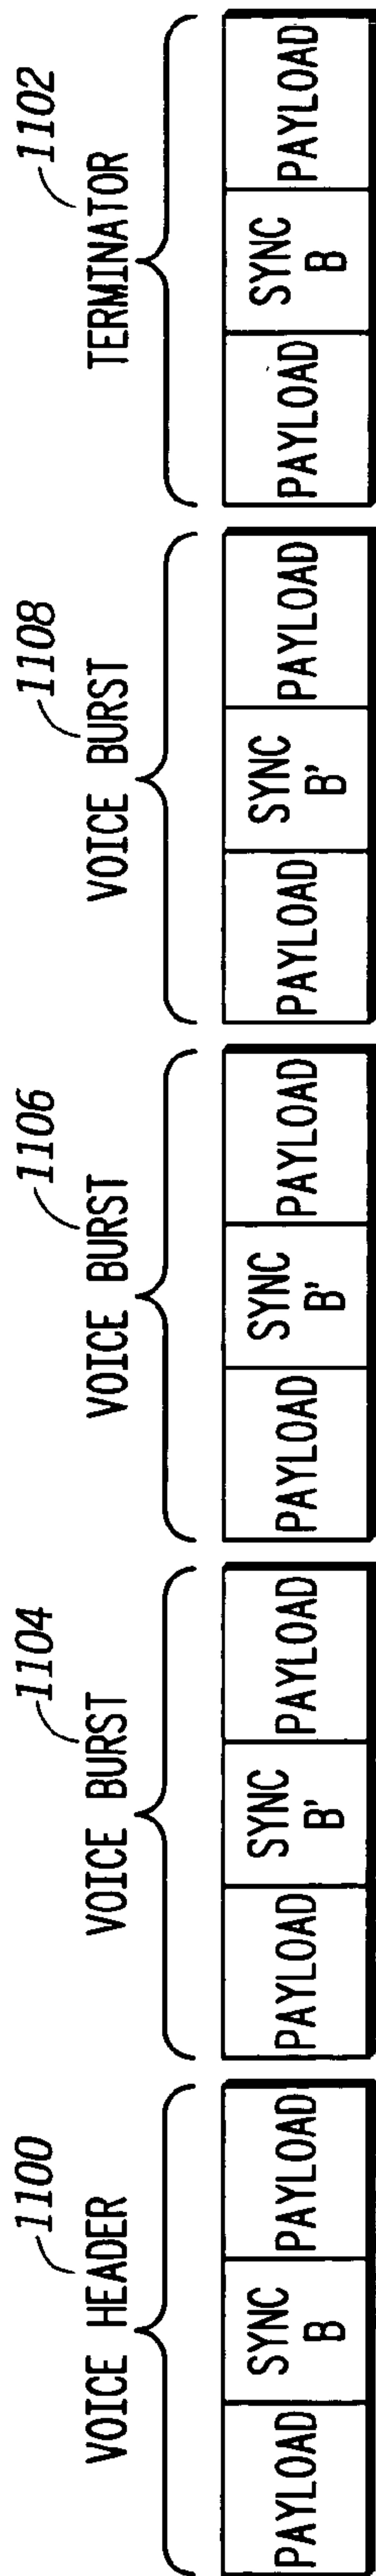 1100
VOICE HEADER
PAYLOAD
SYNC
B
PAYLOAD
1104
VOICE BURST
PAYLOAD
SYNC
B'
PAYLOAD
1106
VOICE BURST
PAYLOAD
SYNC
B'
PAYLOAD
1108
VOICE BURST
PAYLOAD
SYNC
B'
PAYLOAD
1102
TERMINATOR
PAYLOAD
SYNC
B
PAYLOAD